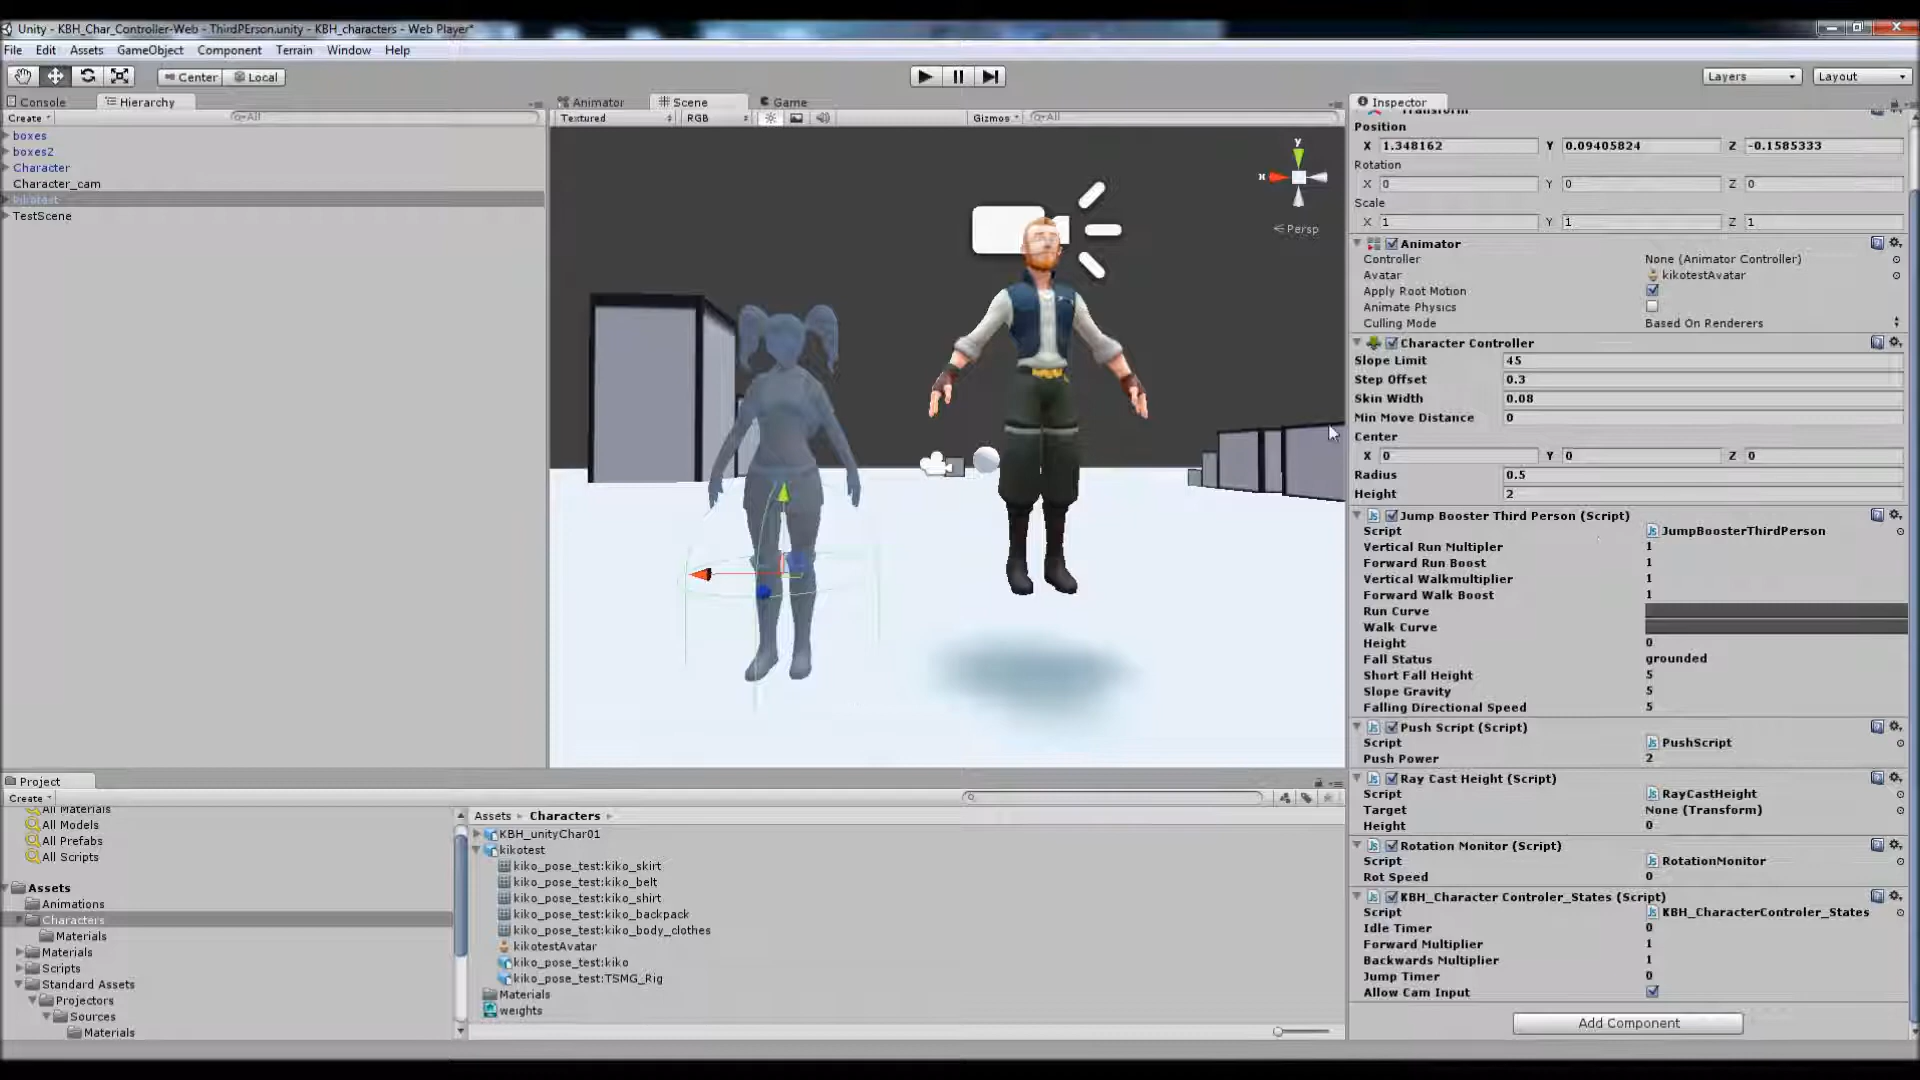 Unity - KBH_Char_Controller-Web - ThirdPErson.unity - KBH_characters - Web Player*
File Edit Assets GameObject Component Terrain Window Help
Center Local
Layers Layout
Console Hierarchy
Create All
boxes
boxes2
Character
Character_cam
kikotest
TestScene
Animator Scene Game
Textured RGB Gizmos All
y
x
Persp
Inspector
Transform
Position
X 1.348162 Y 0.09405824 Z -0.1585333
Rotation
X 0 Y 0 Z 0
Scale
X 1 Y 1 Z 1
Animator
Controller None (Animator Controller)
Avatar kikotestAvatar
Apply Root Motion
Animate Physics
Culling Mode Based On Renderers
Character Controller
Slope Limit 45
Step Offset 0.3
Skin Width 0.08
Min Move Distance 0
Center
X 0 Y 0 Z 0
Radius 0.5
Height 2
Jump Booster Third Person (Script)
Script JumpBoosterThirdPerson
Vertical Run Multipler 1
Forward Run Boost 1
Vertical Walkmultiplier 1
Forward Walk Boost 1
Run Curve
Walk Curve
Height 0
Fall Status grounded
Short Fall Height 5
Slope Gravity 5
Falling Directional Speed 5
Push Script (Script)
Script PushScript
Push Power 2
Ray Cast Height (Script)
Script RayCastHeight
Target None (Transform)
Height 0
Rotation Monitor (Script)
Script RotationMonitor
Rot Speed 0
KBH_Character Controler_States (Script)
Script KBH_CharacterControler_States
Idle Timer 0
Forward Multiplier 1
Backwards Multiplier 1
Jump Timer 0
Allow Cam Input
Add Component
Project
Create
All Materials
All Models
All Prefabs
All Scripts
Assets
Animations
Characters
Materials
Materials
Scripts
Standard Assets
Projectors
Sources
Materials
Assets Characters
KBH_unityChar01
kikotest
kiko_pose_test:kiko_skirt
kiko_pose_test:kiko_belt
kiko_pose_test:kiko_shirt
kiko_pose_test:kiko_backpack
kiko_pose_test:kiko_body_clothes
kikotestAvatar
kiko_pose_test:kiko
kiko_pose_test:TSMG_Rig
Materials
weights